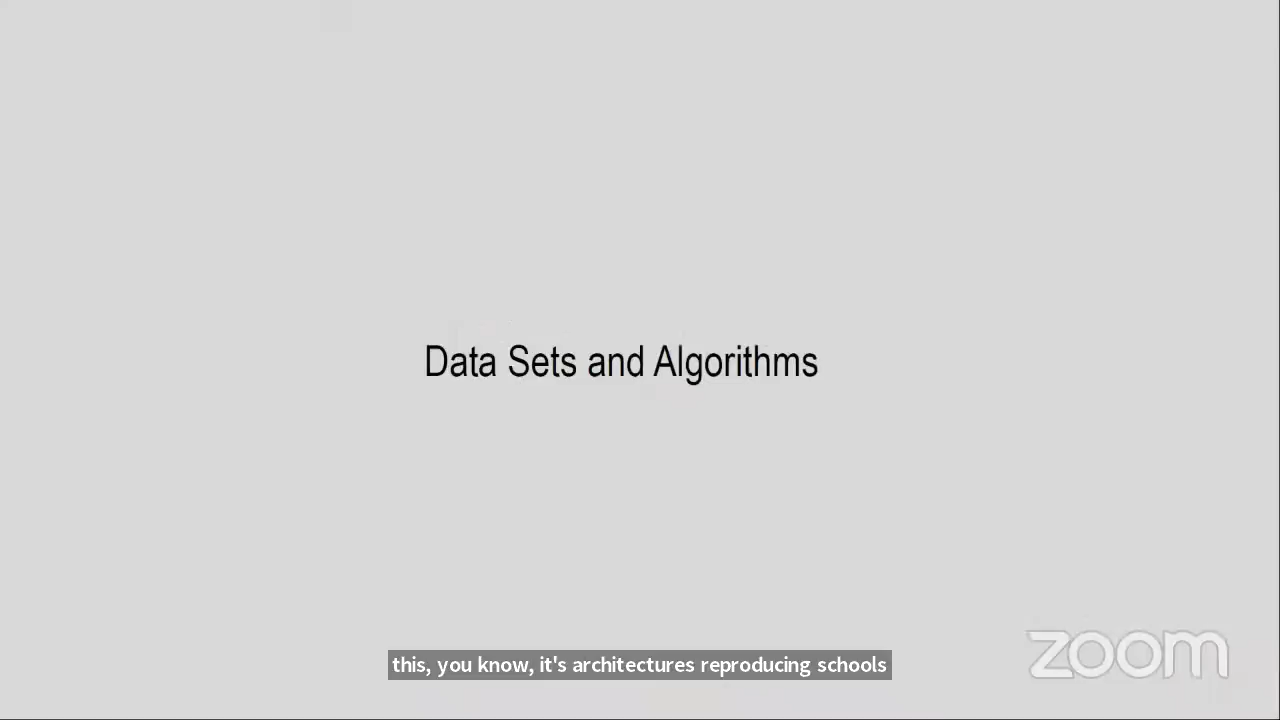 Data Sets and Algorithms
this, you know, it's architectures reproducing schools
zoom